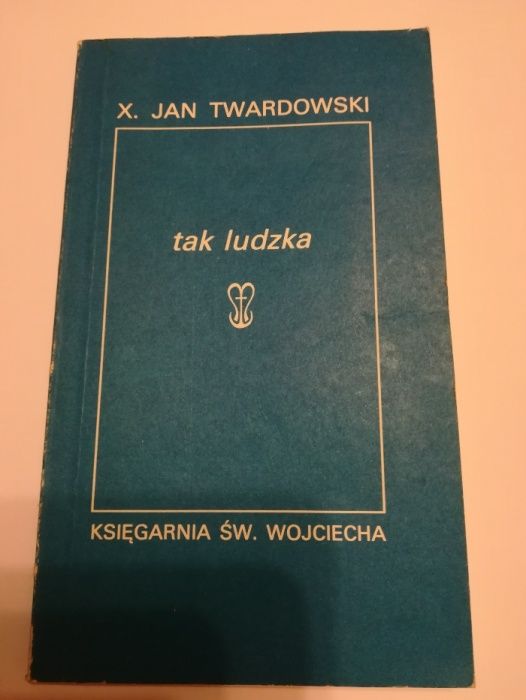 X. JAN TWARDOWSKI
tak ludzka
KSIĘGARNIA ŚW. WOJCIECHA